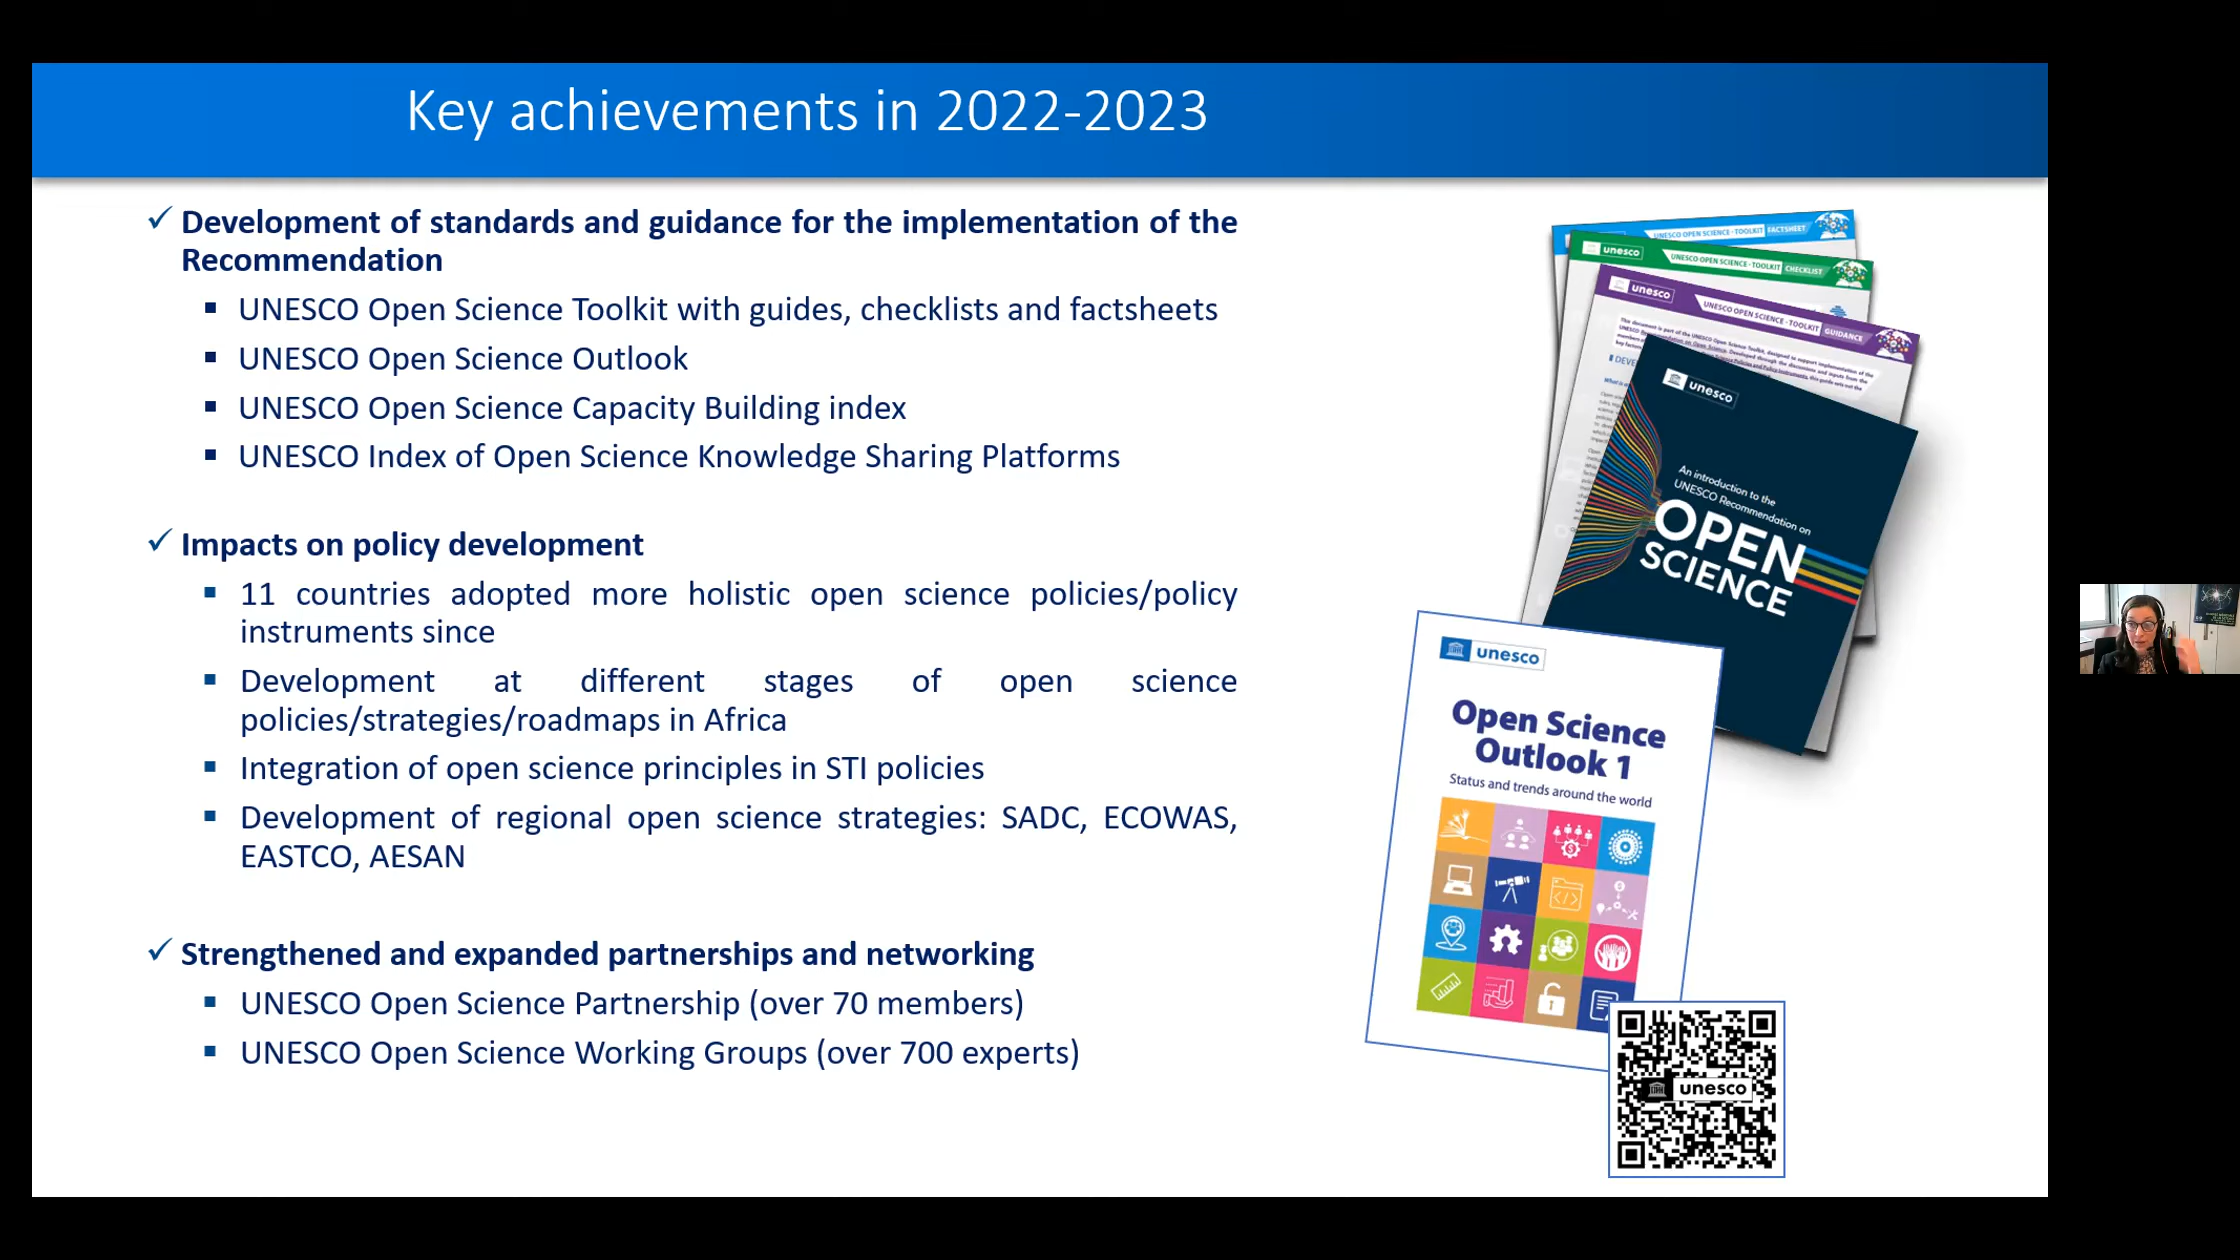 Key achievements in 2022-2023
Development of standards and guidance for the implementation of the
Recommendation
UNESCO Open Science Toolkit with guides, checklists and factsheets
UNESCO Open Science Outlook
UNESCO Open Science Capacity Building index
UNESCO Index of Open Science Knowledge Sharing Platforms
Impacts on policy development
11 countries adopted more holistic open science policies/policy
instruments since
Development at different stages of open science
policies/strategies/roadmaps in Africa
Integration of open science principles in STI policies
Development of regional open science strategies: SADC, ECOWAS,
EASTCO, AESAN
Strengthened and expanded partnerships and networking
UNESCO Open Science Partnership (over 70 members)
UNESCO Open Science Working Groups (over 700 experts)
UNESCO OPEN SCIENCE - TOOLKIT FACTSHEET
unesco
UNESCO OPEN SCIENCE - TOOLKIT CHECKLIST
unesco
UNESCO OPEN SCIENCE - TOOLKIT GUIDANCE
unesco
An introduction to the
UNESCO Recommendation on
OPEN
SCIENCE
unesco
Open Science
Outlook 1
Status and trends around the world
unesco